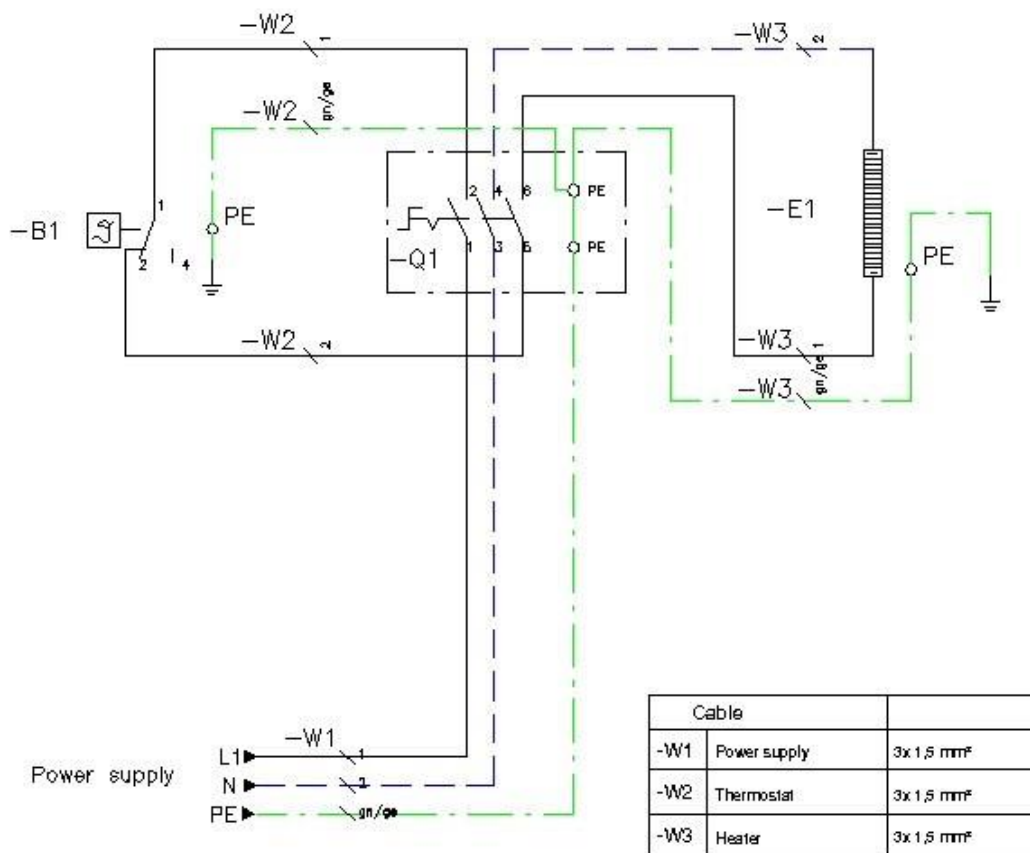 -W2
1
-W3
2
gn/ge
-W2
2
4
6
PE
-E1
1
-B1
PE
PE
2
4
-Q1
1
3
5
PE
-W2
2
-W3
1
gn/ge
-W3
-W1
L1
1
Power supply
N
2
PE
gn/ge
Cable
-W1 Power supply 3x 1,5 mm²
-W2 Thermostat 3x 1,5 mm²
-W3 Heater 3x 1,5 mm²